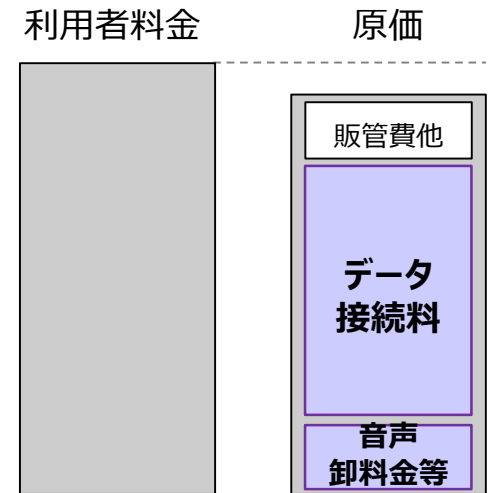 利用者料金
原価
販管費他
データ
接続料
音声
卸料金等